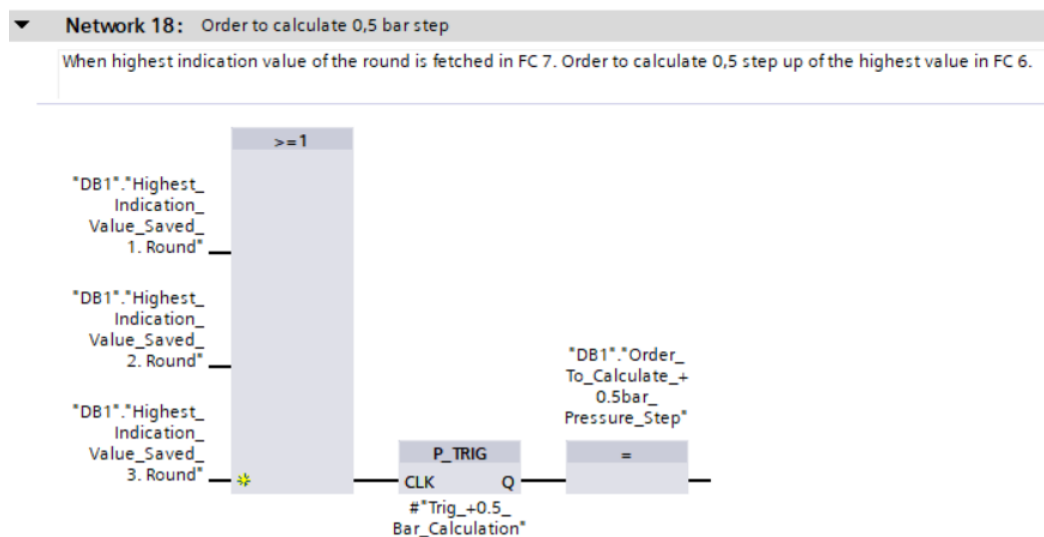 Network 18: Order to calculate 0,5 bar step
When highest indication value of the round is fetched in FC 7. Order to calculate 0,5 step up of the highest value in FC 6.
>=1
"DB1"."Highest_
Indication_
Value_Saved_
1. Round"
"DB1"."Highest_
Indication_
Value_Saved_
2. Round"
"DB1"."Highest_
Indication_
Value_Saved_
3. Round"
P_TRIG
CLK Q
#"Trig_+0.5_
Bar_Calculation"
"DB1"."Order_
To_Calculate_+
0.5bar_
Pressure_Step"
=